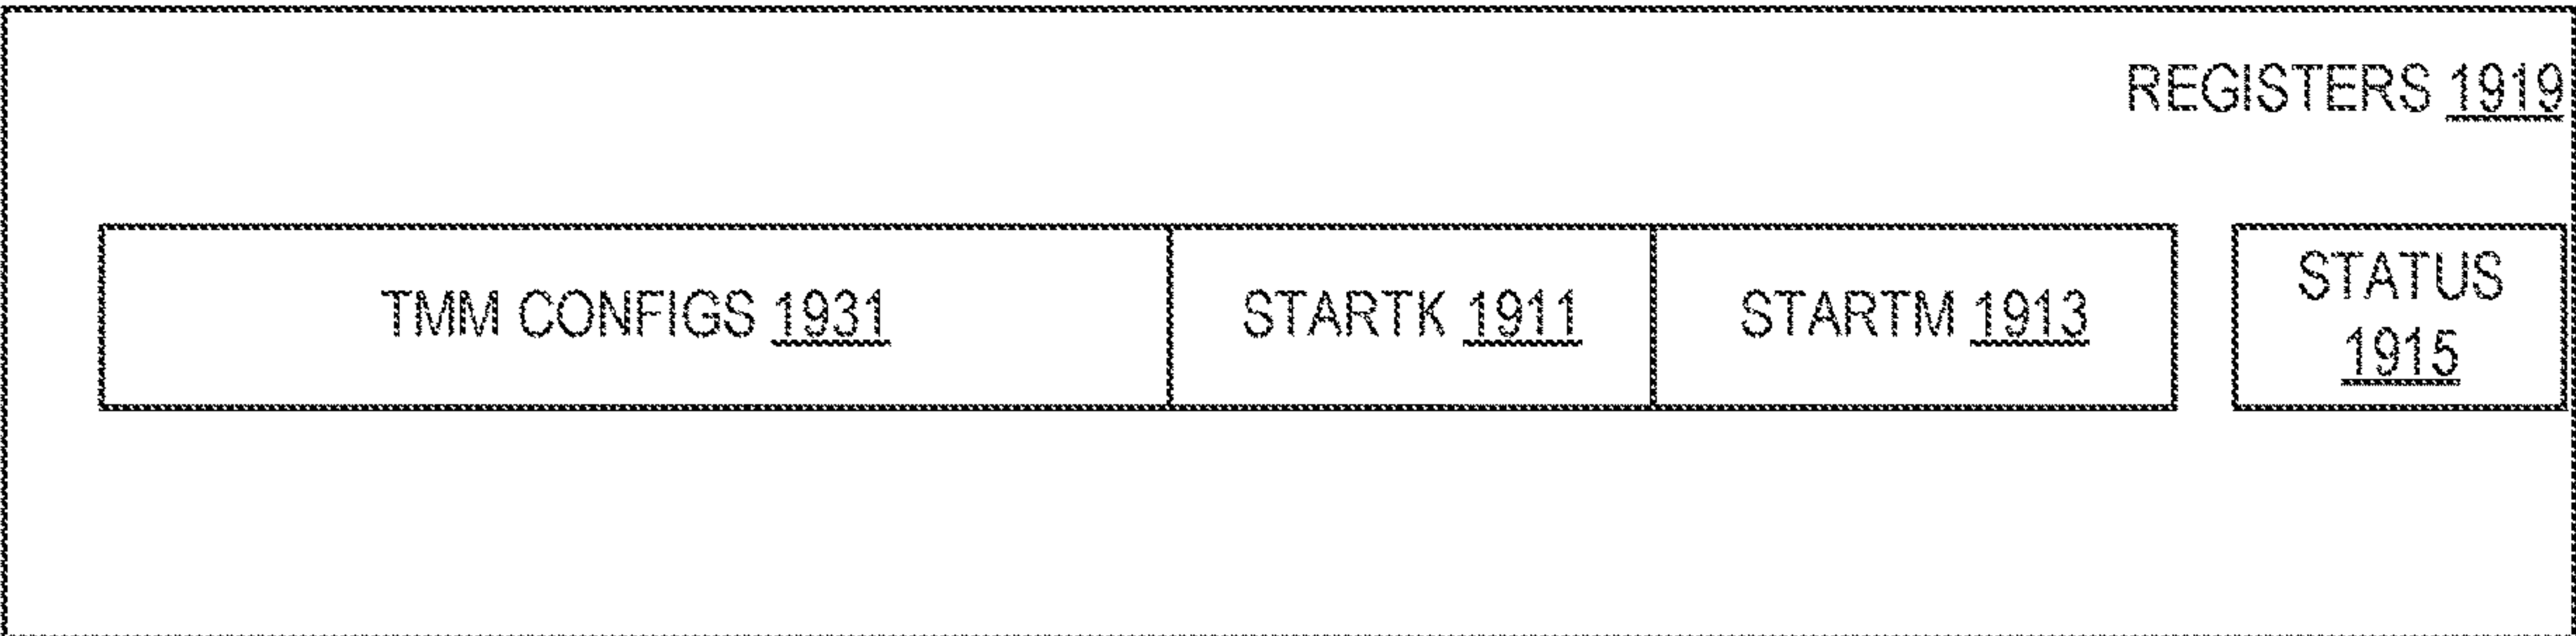 REGISTERS 1919
TMM CONFIGS 1931
STARTK 1911
STARTM 1913
STATUS
1915